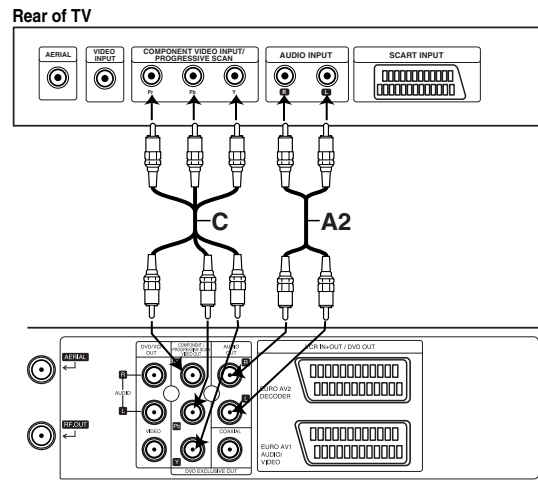 Rear of TV
AERIAL
VIDEO
INPUT
COMPONENT VIDEO INPUT/
PROGRESSIVE SCAN
AUDIO INPUT
SCART INPUT
Pr
Pb
Y
R
L
C
A2
AERIAL
RF.OUT
DVD/VCR
OUT
COMPONENT /
PROGRESSIVE SCAN
VIDEO OUT
AUDIO
OUT
R
AUDIO
L
VIDEO
Pb
Y
R
L
COAXIAL
DVD EXCLUSIVE OUT
VCR IN+OUT / DVD OUT
EURO AV2
DECODER
EURO AV1
AUDIO/
VIDEO